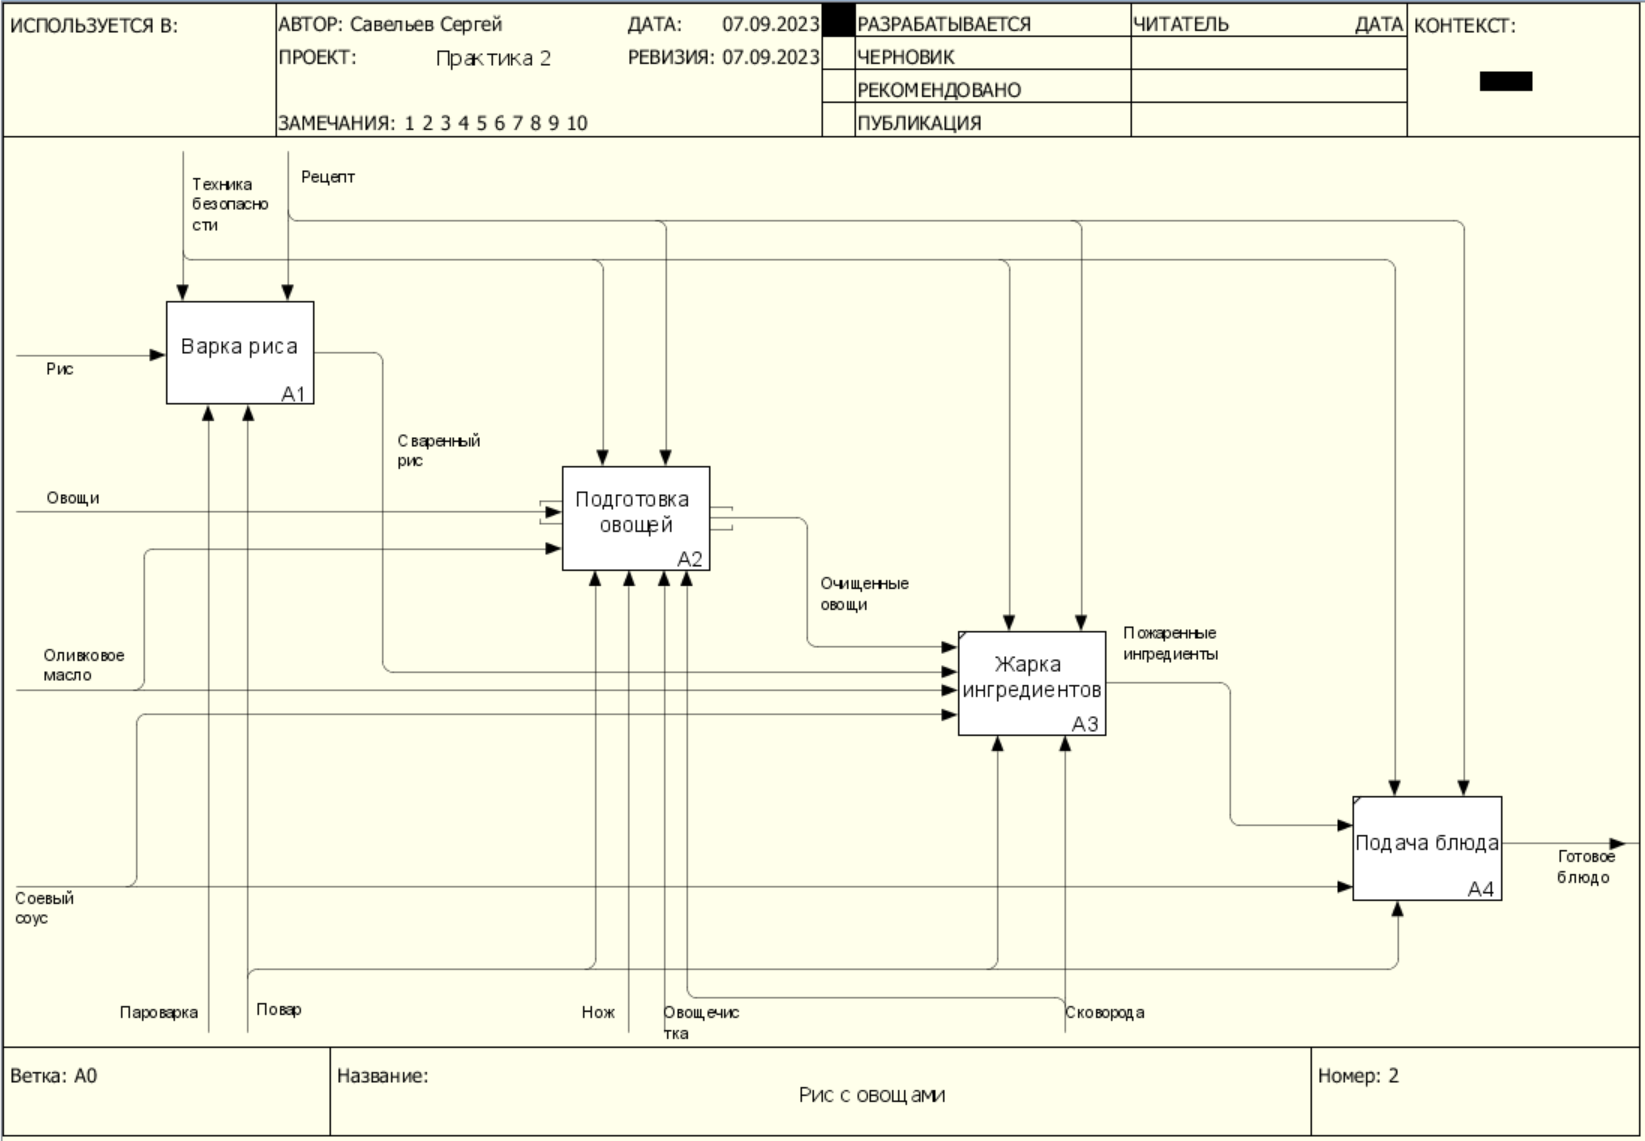 ИСПОЛЬЗУЕТСЯ В:
АВТОР: Савельев Сергей
ДАТА: 07.09.2023
ПРОЕКТ: Практика 2
РЕВИЗИЯ: 07.09.2023
ЗАМЕЧАНИЯ: 1 2 3 4 5 6 7 8 9 10
РАЗРАБАТЫВАЕТСЯ
ЧЕРНОВИК
РЕКОМЕНДОВАНО
ПУБЛИКАЦИЯ
ЧИТАТЕЛЬ
ДАТА
КОНТЕКСТ:
Техника
безопасно
сти
Рецепт
Варка риса
A1
Рис
Сваренный
рис
Овощи
Подготовка
овощей
A2
Очищенные
овощи
Оливковое
масло
Жарка
ингредиентов
A3
Пожаренные
ингредиенты
Подача блюда
A4
Готовое
блюдо
Соевый
соус
Пароварка
Повар
Нож
Овощечис
тка
Сковорода
Ветка: A0
Название:
Рис с овощами
Номер: 2